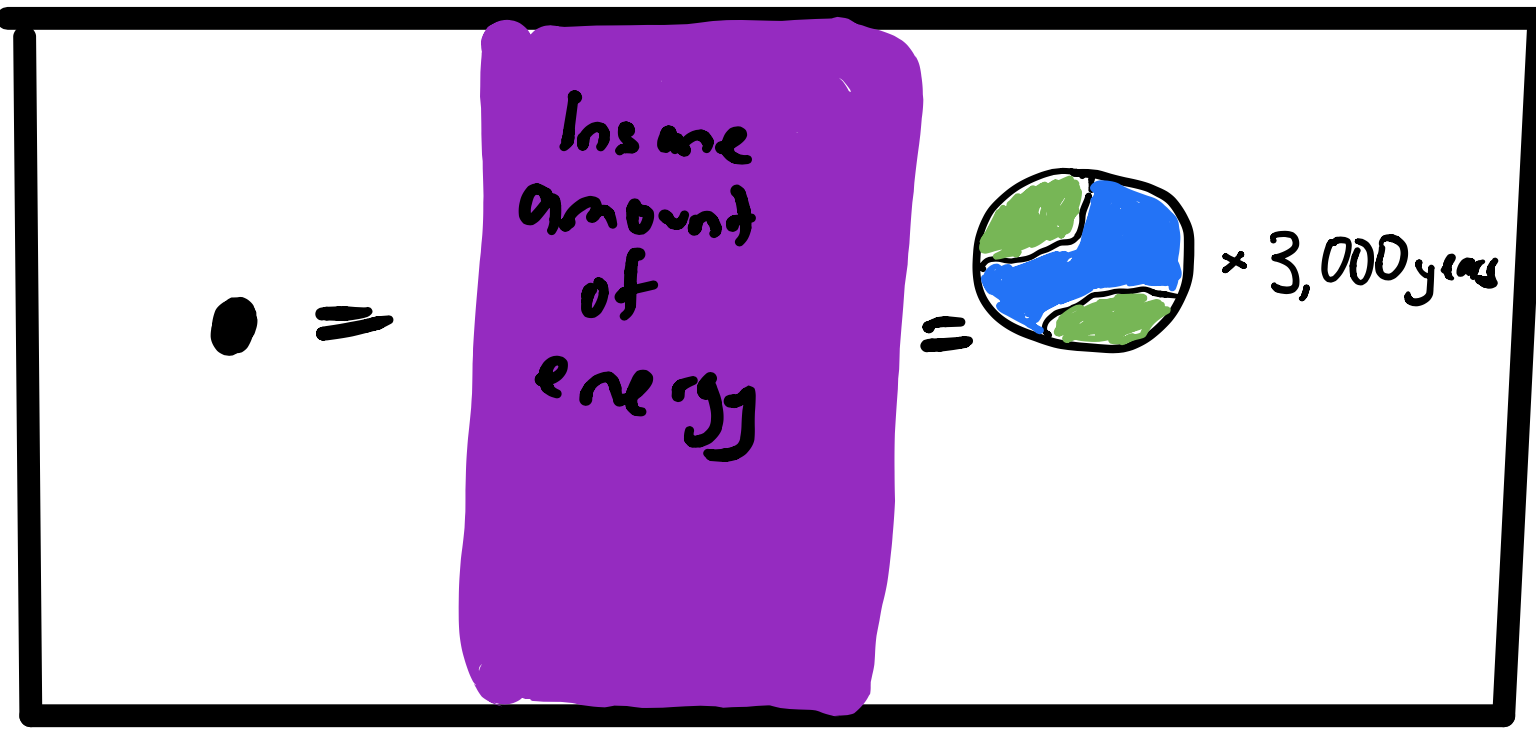 =
Insane
amount
of
energy
=
× 3,000 years